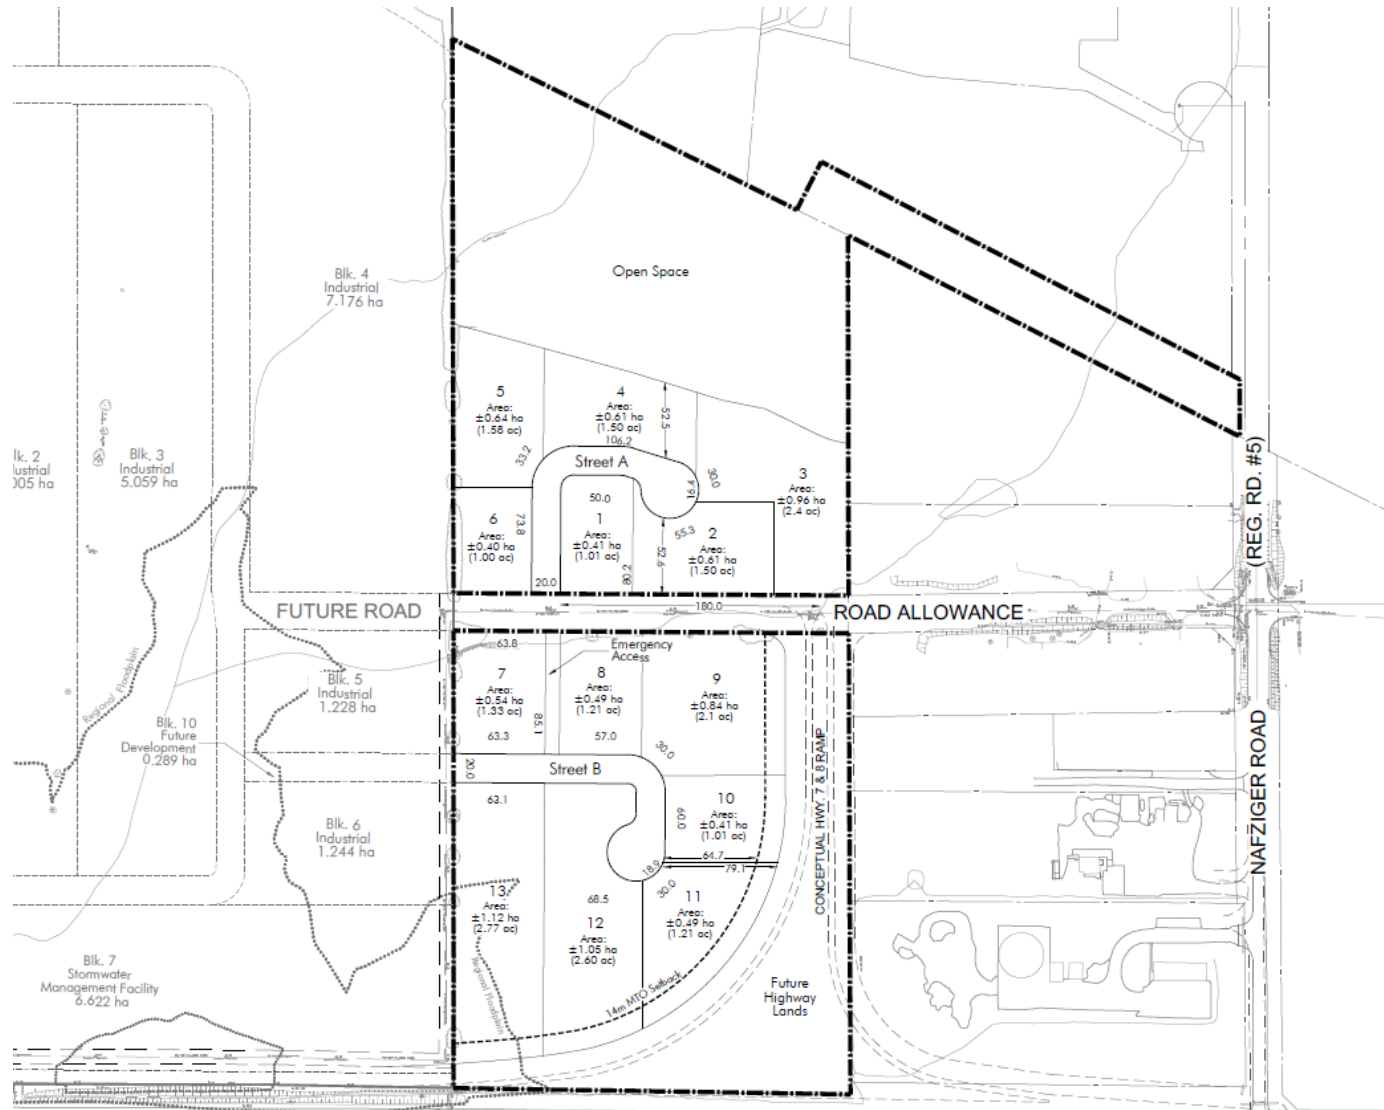 Open Space
Blk. 4
Industrial
7.176 ha
5
Area:
±0.64 ha
(1.58 ac)
4
Area:
±0.61 ha
(1.50 ac)
106.2
52.5
33.2
Street A
30.0
16.4
3
Area:
±0.96 ha
(2.4 ac)
lk. 2
lustrial
005 ha
Blk. 3
Industrial
5.059 ha
6
Area:
±0.40 ha
(1.00 ac)
73.8
50.0
1
Area:
±0.41 ha
(1.01 ac)
55.3
2
Area:
±0.61 ha
(1.50 ac)
52.6
80.2
20.0
180.0
FUTURE ROAD
ROAD ALLOWANCE
(REG. RD. #5)
NAFZIGER ROAD
63.8
Emergency
Access
7
Area:
±0.54 ha
(1.33 ac)
63.3
85.1
8
Area:
±0.49 ha
(1.21 ac)
57.0
9
Area:
±0.84 ha
(2.1 ac)
30.0
Regional Floodplain
Blk. 5
Industrial
1.228 ha
Blk. 10
Future
Development
0.289 ha
20.0
Street B
CONCEPTUAL HWY. 7 & 8 RAMP
63.1
60.0
10
Area:
±0.41 ha
(1.01 ac)
64.7
79.1
18.9
30.0
Blk. 6
Industrial
1.244 ha
13
Area:
±1.12 ha
(2.77 ac)
68.5
12
Area:
±1.05 ha
(2.60 ac)
11
Area:
±0.49 ha
(1.21 ac)
Regional Floodplain
14m MTO Setback
Blk. 7
Stormwater
Management Facility
6.622 ha
Future
Highway
Lands